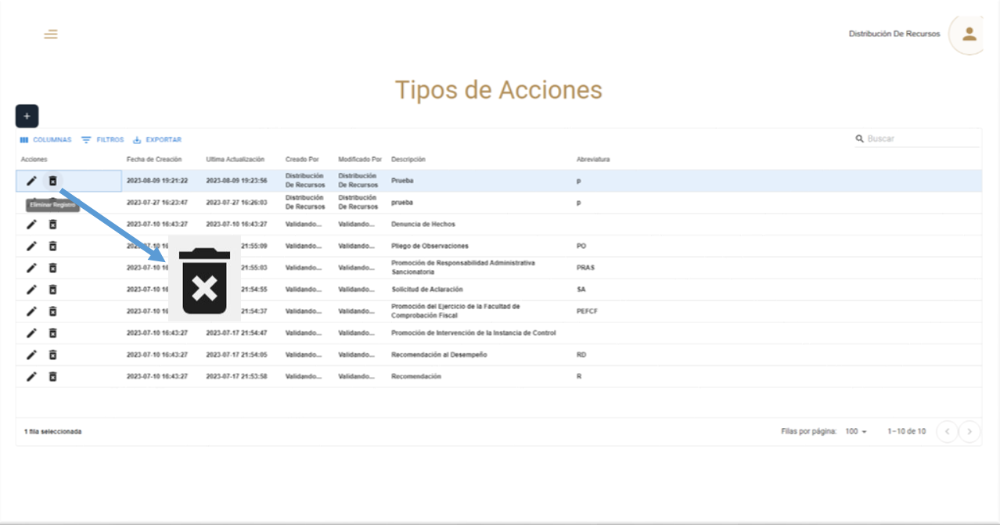 Distribución De Recursos
Tipos de Acciones
+
COLUMNAS FILTROS EXPORTAR Buscar
Acciones Fecha de Creación Ultima Actualización Creado Por Modificado Por Descripción Abreviatura
2023-08-09 19:21:22 2023-08-09 19:23:56 Distribución De Recursos Distribución De Recursos Prueba p
Eliminar Registro
2023-07-27 16:23:47 2023-07-27 16:26:03 Distribución De Recursos Distribución De Recursos prueba p
2023-07-10 16:43:27 2023-07-10 16:43:27 Validando... Validando... Denuncia de Hechos
2023-07-10 16 21:55:09 Validando... Validando... Pliego de Observaciones PO
2023-07-10 16 21:55:03 Validando... Validando... Promoción de Responsabilidad Administrativa Sancionatoria PRAS
2023-07-10 16 21:54:55 Validando... Validando... Solicitud de Aclaración SA
2023-07-10 16 21:54:37 Validando... Validando... Promoción del Ejercicio de la Facultad de Comprobación Fiscal PEFCF
2023-07-10 16:43:27 2023-07-17 21:54:47 Validando... Validando... Promoción de Intervención de la Instancia de Control
2023-07-10 16:43:27 2023-07-17 21:54:05 Validando... Validando... Recomendación al Desempeño RD
2023-07-10 16:43:27 2023-07-17 21:53:58 Validando... Validando... Recomendación R
1 fila seleccionada Filas por página: 100 1–10 de 10